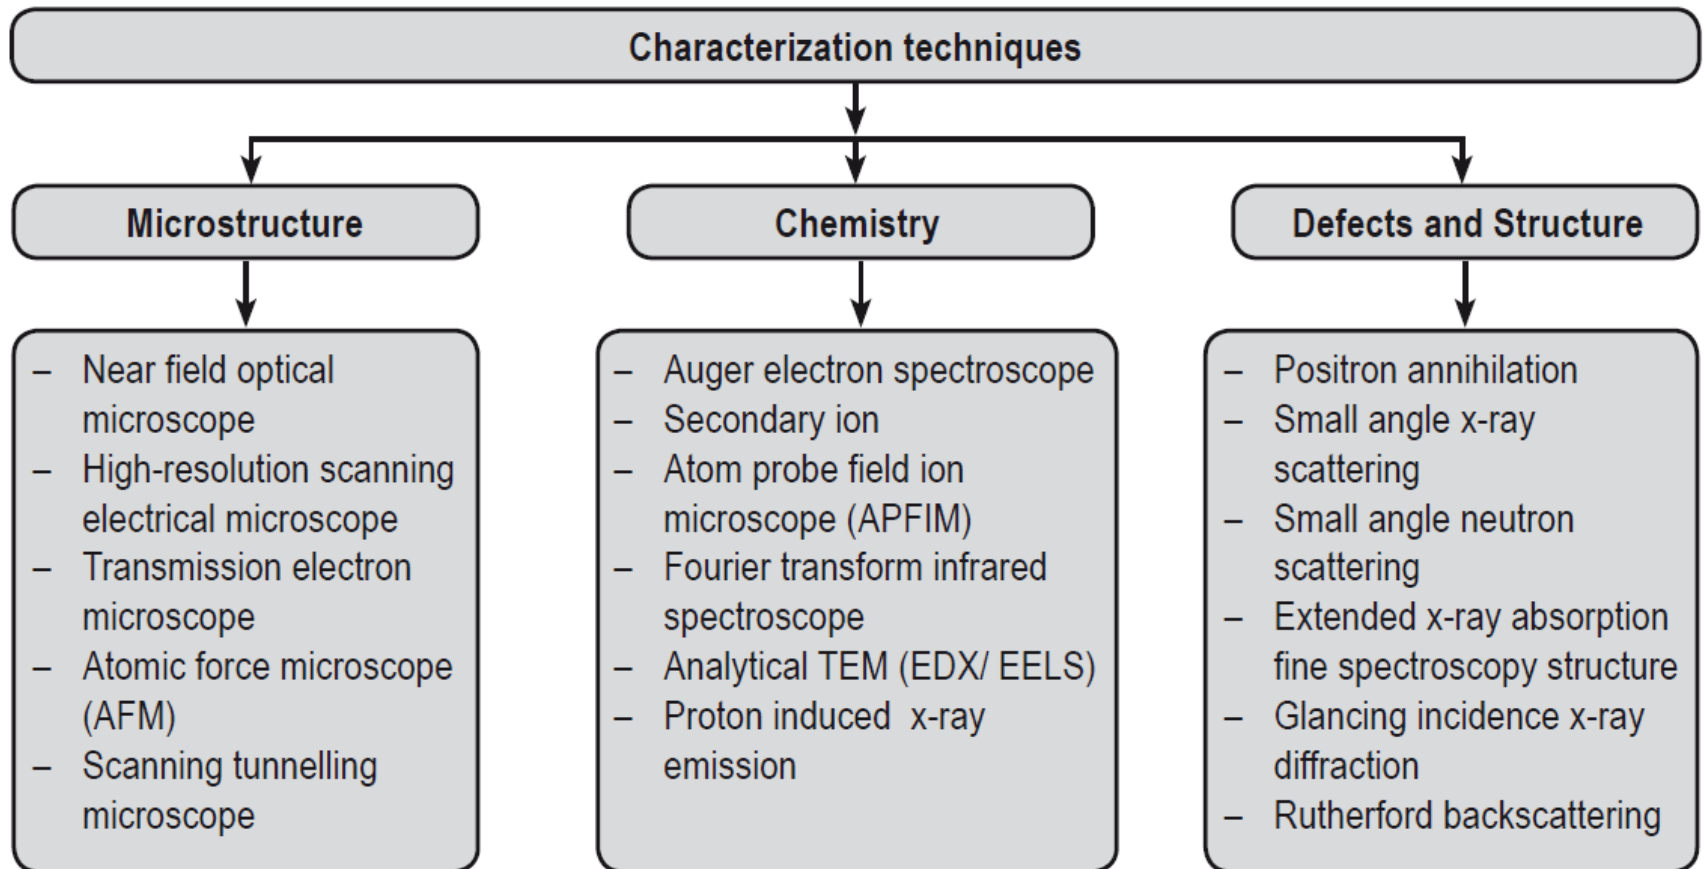 Characterization techniques
Microstructure
Chemistry
Defects and Structure
– Near field optical
microscope
– High-resolution scanning
electrical microscope
– Transmission electron
microscope
– Atomic force microscope
(AFM)
– Scanning tunnelling
microscope
– Auger electron spectroscope
– Secondary ion
– Atom probe field ion
microscope (APFIM)
– Fourier transform infrared
spectroscope
– Analytical TEM (EDX/ EELS)
– Proton induced x-ray
emission
– Positron annihilation
– Small angle x-ray
scattering
– Small angle neutron
scattering
– Extended x-ray absorption
fine spectroscopy structure
– Glancing incidence x-ray
diffraction
– Rutherford backscattering